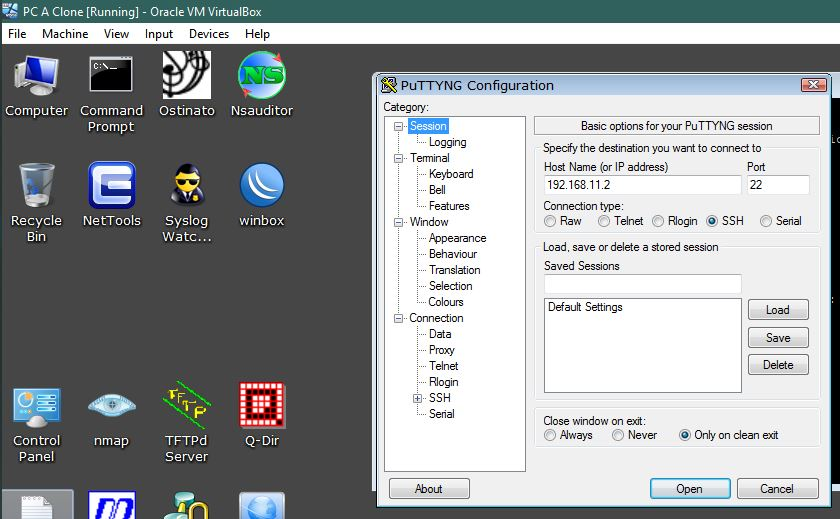 PC A Clone [Running] - Oracle VM VirtualBox
File Machine View Input Devices Help
Computer
Command
Prompt
Ostinato
Nsauditor
NS
Recycle
Bin
NetTools
Syslog
Watc...
winbox
Control
Panel
nmap
TFTP
TFTPd
Server
Q-Dir
PuTTYNG Configuration
Category:
Session
Logging
Terminal
Keyboard
Bell
Features
Window
Appearance
Behaviour
Translation
Selection
Colours
Connection
Data
Proxy
Telnet
Rlogin
SSH
Serial
Basic options for your PuTTYNG session
Specify the destination you want to connect to
Host Name (or IP address) Port
192.168.11.2 22
Connection type:
Raw Telnet Rlogin SSH Serial
Load, save or delete a stored session
Saved Sessions
Default Settings
Load
Save
Delete
Close window on exit:
Always Never Only on clean exit
About Open Cancel